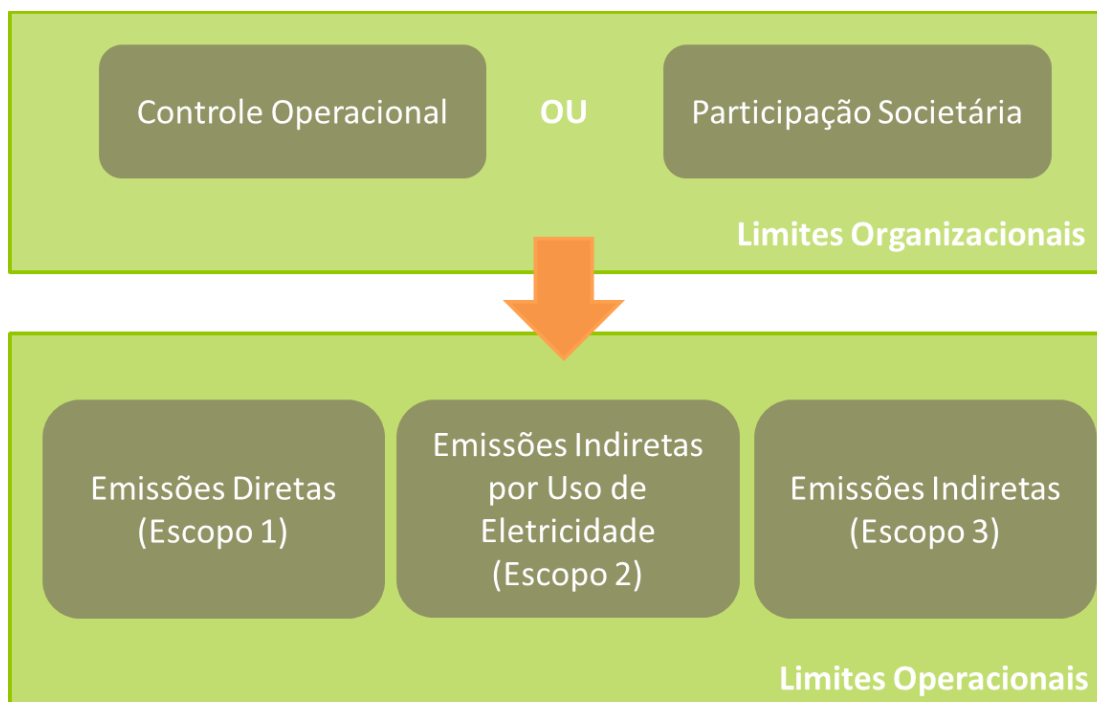 Controle Operacional
OU
Participação Societária
Limites Organizacionais
Emissões Diretas
(Escopo 1)
Emissões Indiretas
por Uso de
Eletricidade
(Escopo 2)
Emissões Indiretas
(Escopo 3)
Limites Operacionais